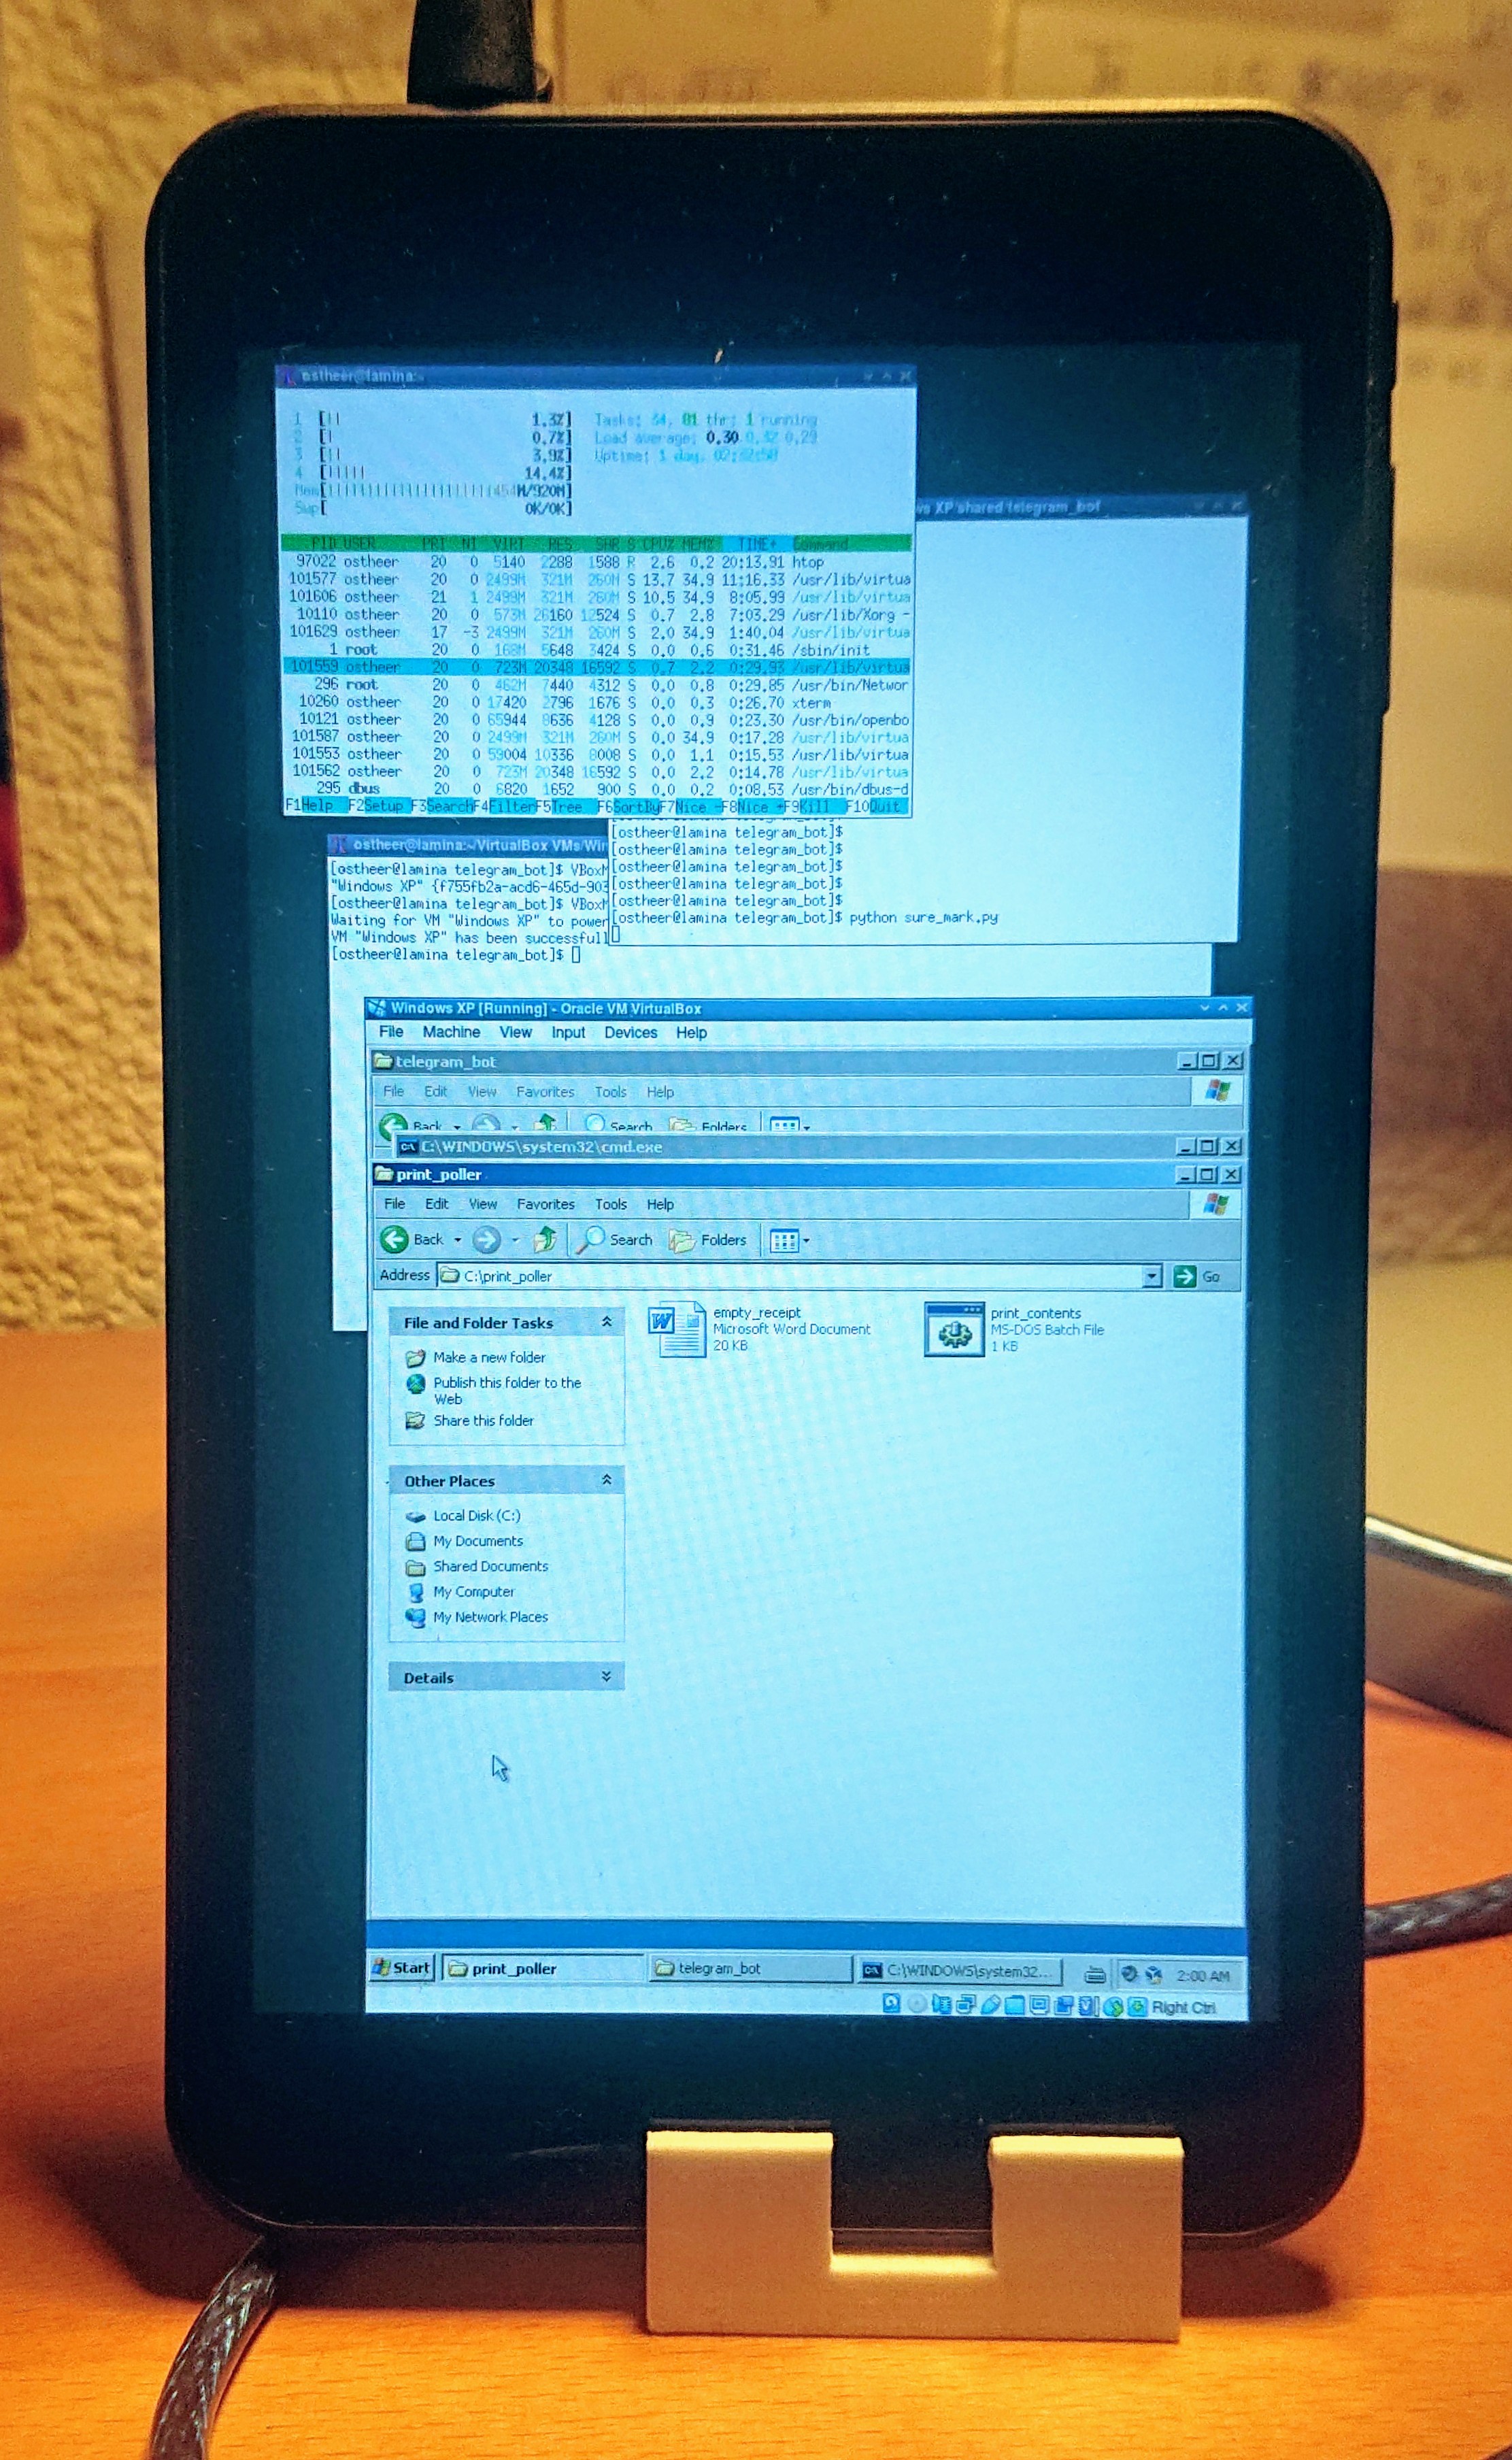 ostheer@lamina:~
1 [|| 1.3%] Tasks: 44, 81 thr; 1 running
2 [| 0.7%] Load average: 0.30 0.32 0.29
3 [|| 3.9%] Uptime: 1 day,
4 [||||| 14.4%]
Mem[ 454M/920M]
Swp[ 0K/0K]
PID USER PRI NI VIRT RES SHR S CPU% MEM% TIME+ Command
97022 ostheer 20 0 5140 2288 1588 R 2.6 0.2 20:13.91 htop
101577 ostheer 20 0 2499M 321M 260M S 13.7 34.9 11:16.33 /usr/lib/virtua
101606 ostheer 21 1 2499M 321M 260M S 10.5 34.9 8:05.99 /usr/lib/virtua
10110 ostheer 20 0 573M 26160 12524 S 0.7 2.8 7:03.29 /usr/lib/Xorg -
101629 ostheer 17 -3 2499M 321M 260M S 2.0 34.9 1:40.04 /usr/lib/virtua
1 root 20 0 168M 5648 3424 S 0.0 0.6 0:31.46 /sbin/init
101559 ostheer 20 0 723M 20348 16592 S 0.7 2.2 0:29.93 /usr/lib/virtua
296 root 20 0 462M 7440 4312 S 0.0 0.8 0:29.85 /usr/bin/Networ
10260 ostheer 20 0 17420 2796 1676 S 0.0 0.3 0:26.70 xterm
10121 ostheer 20 0 65944 8636 4128 S 0.0 0.9 0:23.30 /usr/bin/openbo
101587 ostheer 20 0 2499M 321M 260M S 0.0 34.9 0:17.28 /usr/lib/virtua
101553 ostheer 20 0 59004 10336 8008 S 0.0 1.1 0:15.53 /usr/lib/virtua
101562 ostheer 20 0 723M 20348 16592 S 0.0 2.2 0:14.78 /usr/lib/virtua
295 dbus 20 0 6820 1652 900 S 0.0 0.2 0:08.53 /usr/bin/dbus-d
F1Help F2Setup F3SearchF4FilterF5Tree F6SortByF7Nice -F8Nice +F9Kill F10Quit
ws XP shared telegram_bot
[ostheer@lamina telegram_bot]$
[ostheer@lamina telegram_bot]$
[ostheer@lamina telegram_bot]$
[ostheer@lamina telegram_bot]$
[ostheer@lamina telegram_bot]$
[ostheer@lamina telegram_bot]$ python sure_mark.py
ostheer@lamina:~/VirtualBox VMs/Win
[ostheer@lamina telegram_bot]$ VBoxM
"Windows XP" {f755fb2a-acd6-465d-903
[ostheer@lamina telegram_bot]$ VBoxM
Waiting for VM "Windows XP" to power
VM "Windows XP" has been successfull
[ostheer@lamina telegram_bot]$
Windows XP [Running] - Oracle VM VirtualBox
File Machine View Input Devices Help
telegram_bot
File Edit View Favorites Tools Help
Back Search Folders
C:\WINDOWS\system32\cmd.exe
print_poller
File Edit View Favorites Tools Help
Back Search Folders
Address C:\print_poller Go
File and Folder Tasks
Make a new folder
Publish this folder to the
Web
Share this folder
Other Places
Local Disk (C:)
My Documents
Shared Documents
My Computer
My Network Places
Details
empty_receipt
Microsoft Word Document
20 KB
print_contents
MS-DOS Batch File
1 KB
Start print_poller telegram_bot C:\WINDOWS\system32... 2:00 AM
Right Ctrl